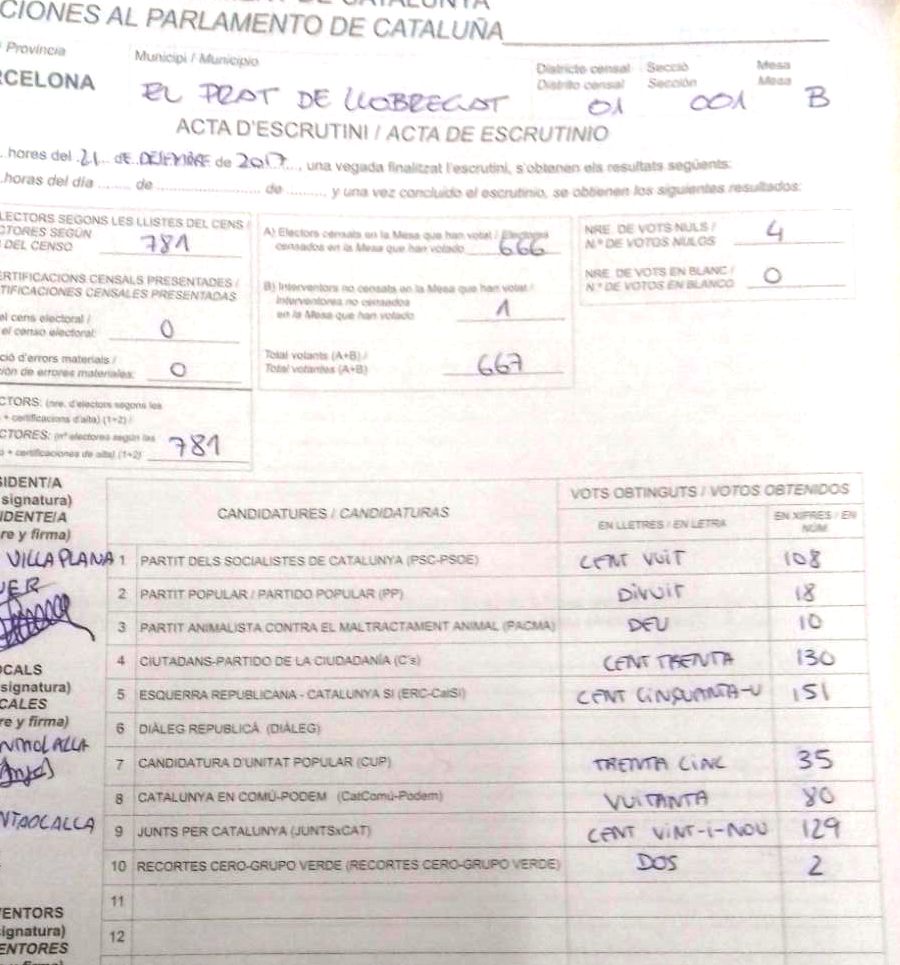 CIONES AL PARLAMENTO DE CATALUÑA
Província Municipi / Municipio Districte censal Secció Mesa
Distrito censal Sección Mesa
RCELONA EL PRAT DE LLOBREGAT 01 001 B
ACTA D'ESCRUTINI / ACTA DE ESCRUTINIO
hores del 21 de DESEMBRE de 2017, una vegada finalitzat l'escrutini, s'obtenen els resultats següents:
horas del día ........ de ........................ de ........, y una vez concluido el escrutinio, se obtienen los siguientes resultados:
LECTORS SEGONS LES LLISTES DEL CENS /
CTORES SEGÚN
DEL CENSO 781
ERTIFICACIONS CENSALS PRESENTADES /
TIFICACIONES CENSALES PRESENTADAS
el cens electoral /
el censo electoral: 0
ció d'errors materials /
ción de errores materiales: 0
CTORS: (nre. d'electors segons les
+ certificacions d'alta) (1+2) /
CTORES: (nº electores según las
+ certificaciones de alta) (1+2) 781
A) Electors censats en la Mesa que han votat / Electores
censados en la Mesa que han votado 666
B) Interventors no censats en la Mesa que han votat /
Interventores no censados
en la Mesa que han votado 1
Total votants (A+B) /
Total votantes (A+B) 667
NRE. DE VOTS NULS /
N.º DE VOTOS NULOS 4
NRE. DE VOTS EN BLANC /
N.º DE VOTOS EN BLANCO 0
SIDENT/A
signatura)
IDENTE/A
re y firma)
VILLAPLANA
CANDIDATURES / CANDIDATURAS VOTS OBTINGUTS / VOTOS OBTENIDOS
EN LLETRES / EN LETRA EN XIFRES / EN NÚM
1 PARTIT DELS SOCIALISTES DE CATALUNYA (PSC-PSOE) CENT VUIT 108
2 PARTIT POPULAR / PARTIDO POPULAR (PP) DIVUIT 18
3 PARTIT ANIMALISTA CONTRA EL MALTRACTAMENT ANIMAL (PACMA) DEU 10
4 CIUTADANS-PARTIDO DE LA CIUDADANÍA (C's) CENT TRENTA 130
5 ESQUERRA REPUBLICANA - CATALUNYA SÍ (ERC-CatSí) CENT CINQUANTA-U 151
6 DIÀLEG REPUBLICÀ (DIÀLEG)
7 CANDIDATURA D'UNITAT POPULAR (CUP) TRENTA CINC 35
8 CATALUNYA EN COMÚ-PODEM (CatComú-Podem) VUITANTA 80
9 JUNTS PER CATALUNYA (JUNTSxCAT) CENT VINT-I-NOU 129
10 RECORTES CERO-GRUPO VERDE (RECORTES CERO-GRUPO VERDE) DOS 2
11
12
OCALS
signatura)
CALES
re y firma)
VENTORS
ignatura)
ENTORES